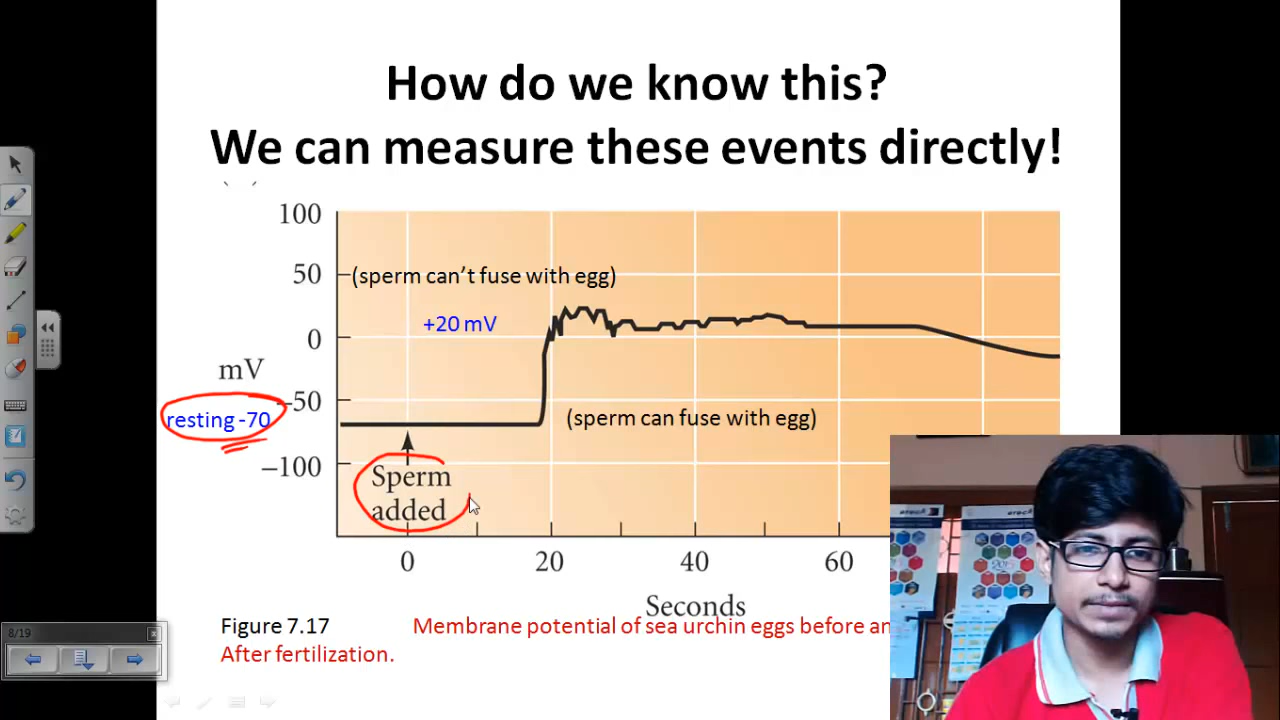 How do we know this?
We can measure these events directly!
100
50
(sperm can't fuse with egg)
+20 mV
0
mV
resting -70
-50
(sperm can fuse with egg)
–100
Sperm
added
0 20 40 60
Seconds
Figure 7.17 Membrane potential of sea urchin eggs before an
After fertilization.
8/19